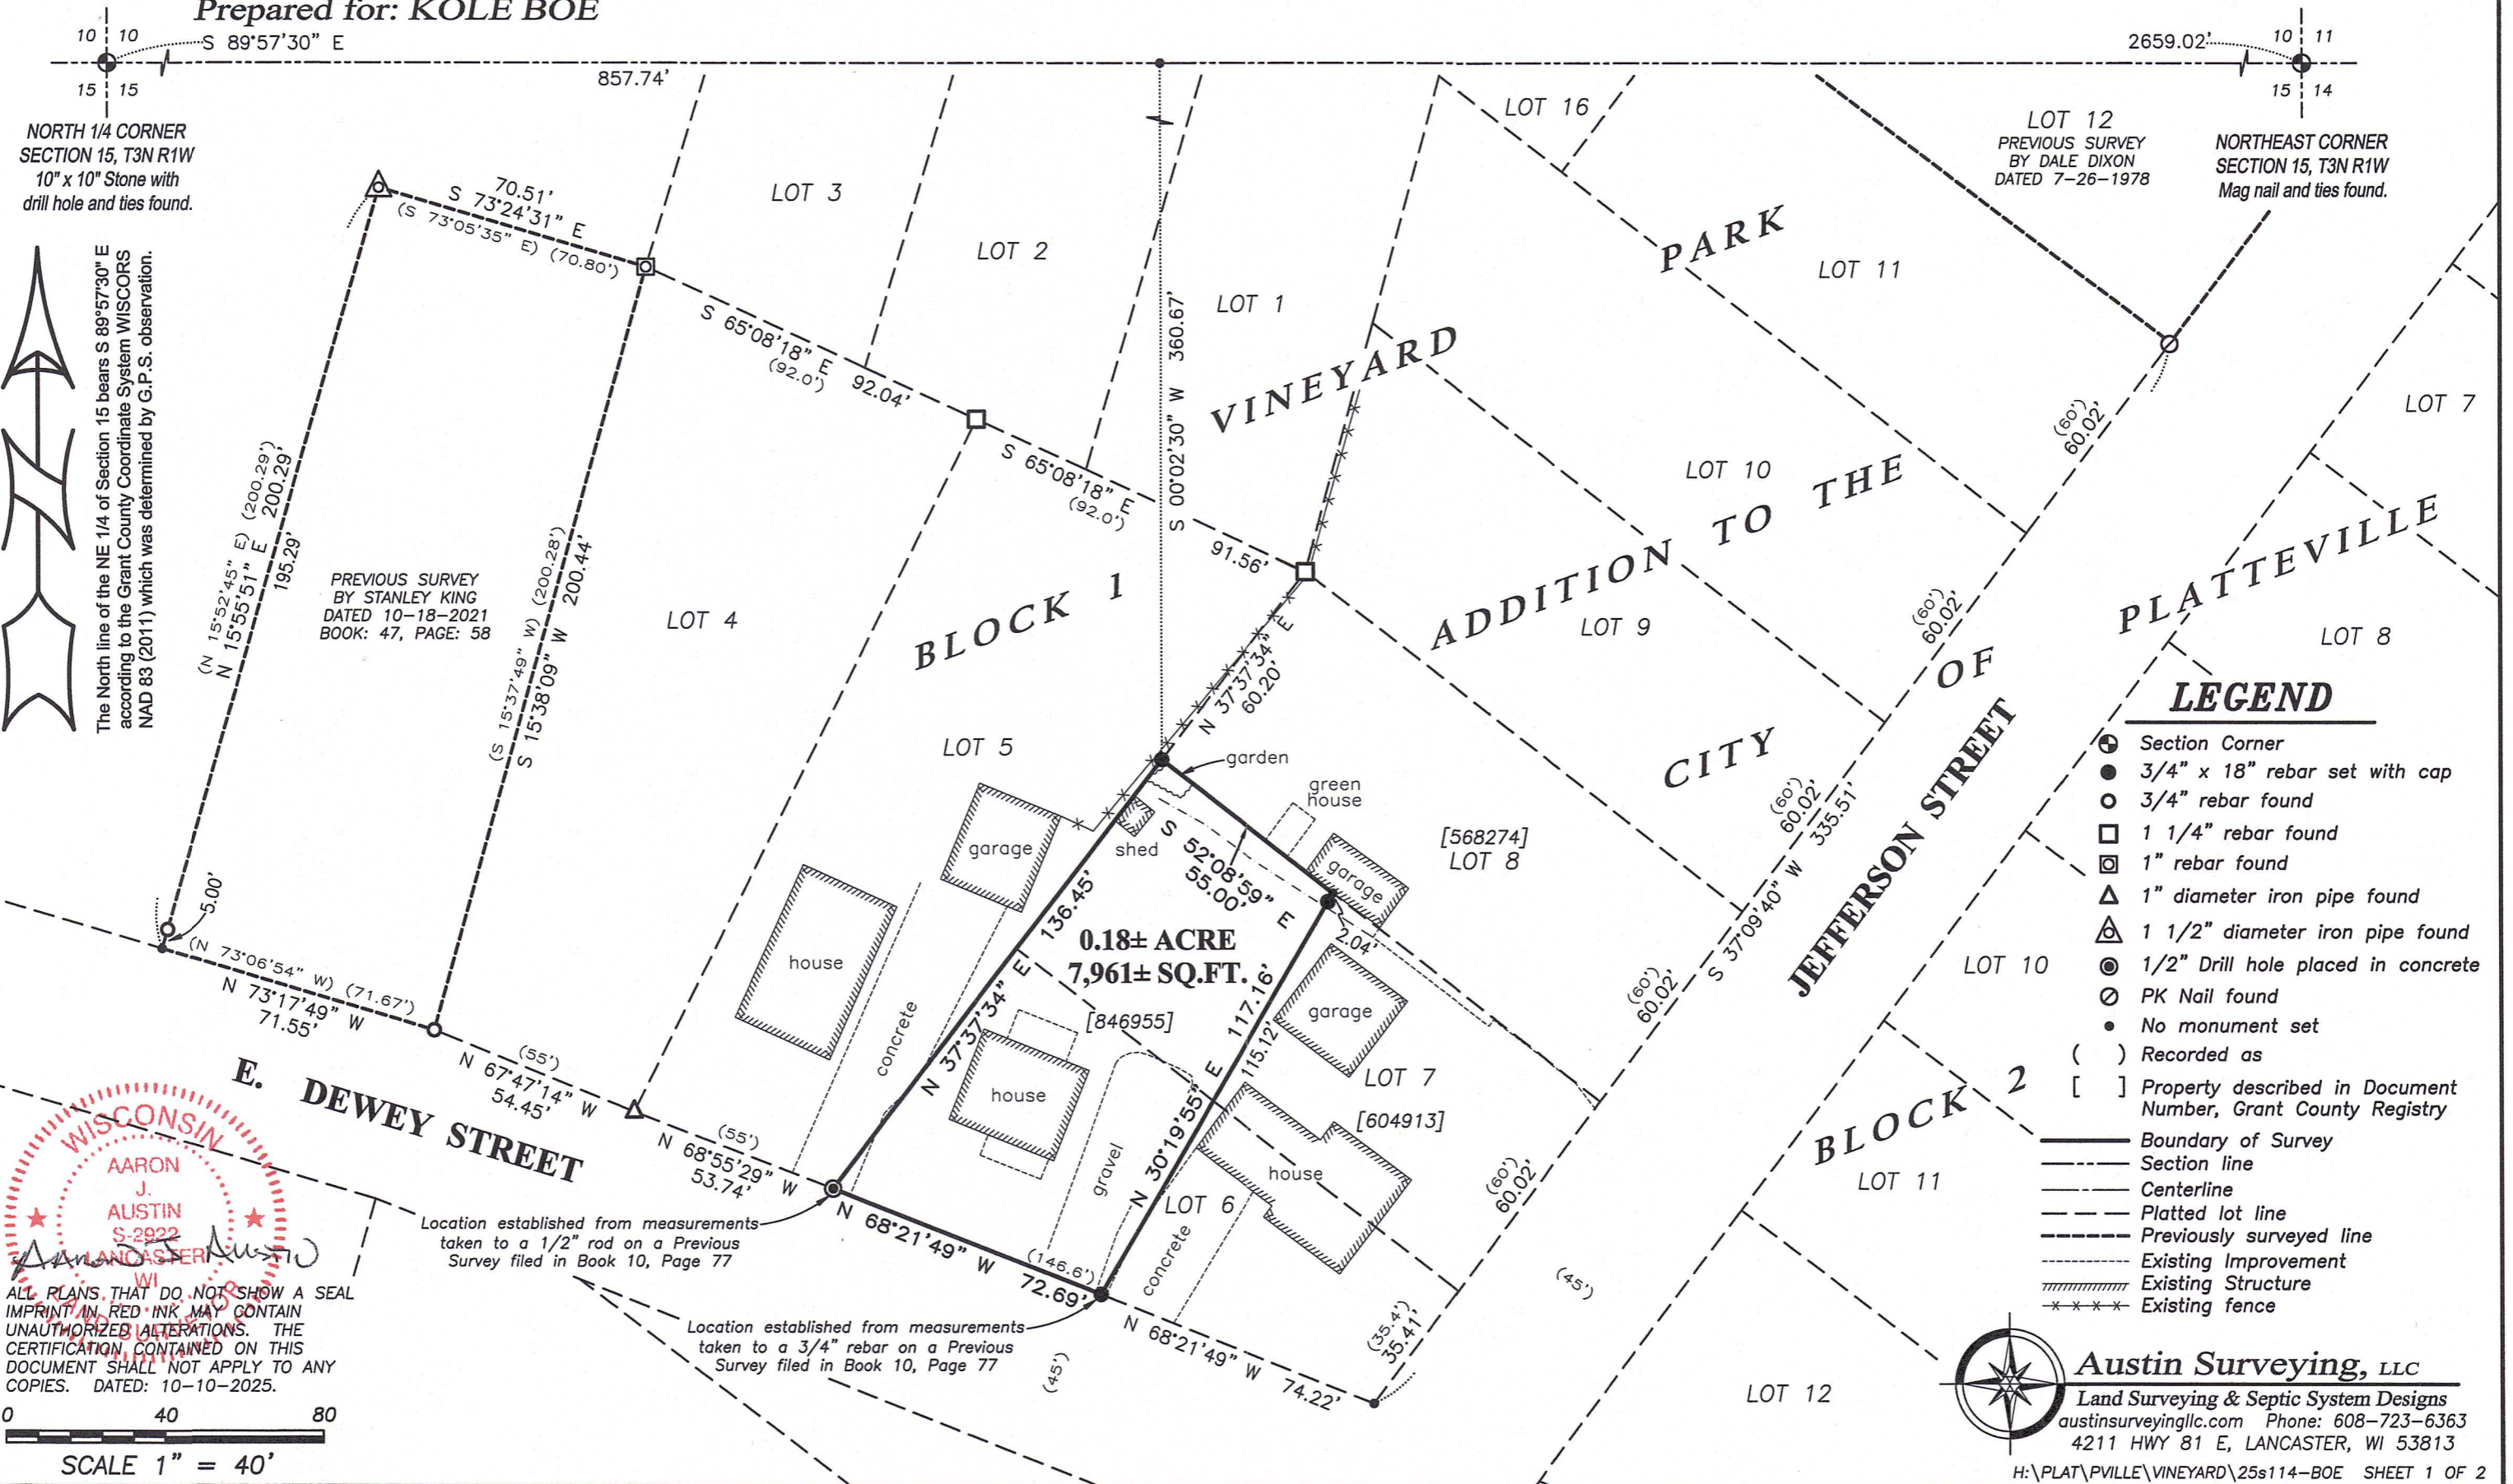 Prepared for: KOLE BOE
10 10
S 89°57'30" E
857.74'
2659.02'
10 11
15 15
15 14
NORTH 1/4 CORNER
SECTION 15, T3N R1W
10" x 10" Stone with
drill hole and ties found.
NORTHEAST CORNER
SECTION 15, T3N R1W
Mag nail and ties found.
LOT 12
PREVIOUS SURVEY
BY DALE DIXON
DATED 7-26-1978
LOT 16
LOT 3
LOT 2
LOT 1
LOT 11
70.51'
S 73°24'31" E
(S 73°05'35" E) (70.80')
The North line of the NE 1/4 of Section 15 bears S 89°57'30" E
according to the Grant County Coordinate System WISCORS
NAD 83 (2011) which was determined by G.P.S. observation.
N
S 65°08'18" E 92.04'
(92.0')
S 65°08'18" E 91.56'
(92.0')
S 00°02'30" W 360.67'
VINEYARD
PARK
ADDITION TO THE
CITY OF
PLATTEVILLE
LOT 10
LOT 9
LOT 7
LOT 8
(60')
60.02'
(60')
60.02'
(60')
60.02'
(60')
60.02'
(60')
60.02'
S 37°09'40" W 335.51'
JEFFERSON STREET
(N 15°52'45" E) (200.29')
N 15°55'51" E 200.29'
195.29'
PREVIOUS SURVEY
BY STANLEY KING
DATED 10-18-2021
BOOK: 47, PAGE: 58
(S 15°37'49" W) (200.28')
S 15°38'09" W 200.44'
LOT 4
BLOCK 1
LOT 5
N 37°37'34" E
60.20'
garden
green
house
[568274]
LOT 8
garage
shed
garage
S 52°08'59" E
55.00'
136.45'
N 37°37'34" E
0.18± ACRE
7,961± SQ.FT.
2.04'
117.16'
115.12'
N 30°19'55" E
garage
[846955]
house
house
concrete
gravel
LOT 7
[604913]
house
LOT 6
concrete
5.00'
(N 73°06'54" W) (71.67')
N 73°17'49" W
71.55'
(55')
N 67°47'14" W
54.45'
(55')
N 68°55'29" W
53.74'
E. DEWEY STREET
N 68°21'49" W 72.69'
(146.6')
N 68°21'49" W 74.22'
(35.4')
35.41'
(45')
(45')
Location established from measurements
taken to a 1/2" rod on a Previous
Survey filed in Book 10, Page 77
Location established from measurements
taken to a 3/4" rebar on a Previous
Survey filed in Book 10, Page 77
LOT 10
BLOCK 2
LOT 11
LOT 12
LEGEND
Section Corner
3/4" x 18" rebar set with cap
3/4" rebar found
1 1/4" rebar found
1" rebar found
1" diameter iron pipe found
1 1/2" diameter iron pipe found
1/2" Drill hole placed in concrete
PK Nail found
No monument set
( ) Recorded as
[ ] Property described in Document
Number, Grant County Registry
Boundary of Survey
Section line
Centerline
Platted lot line
Previously surveyed line
Existing Improvement
Existing Structure
Existing fence
WISCONSIN
AARON
J.
AUSTIN
S-2922
LANCASTER
WI
LAND SURVEYOR
Aaron J Austin
ALL PLANS THAT DO NOT SHOW A SEAL
IMPRINT IN RED INK MAY CONTAIN
UNAUTHORIZED ALTERATIONS. THE
CERTIFICATION CONTAINED ON THIS
DOCUMENT SHALL NOT APPLY TO ANY
COPIES. DATED: 10-10-2025.
0 40 80
SCALE 1" = 40'
Austin Surveying, LLC
Land Surveying & Septic System Designs
austinsurveyingllc.com Phone: 608-723-6363
4211 HWY 81 E, LANCASTER, WI 53813
H:\PLAT\PVILLE\VINEYARD\25s114-BOE SHEET 1 OF 2